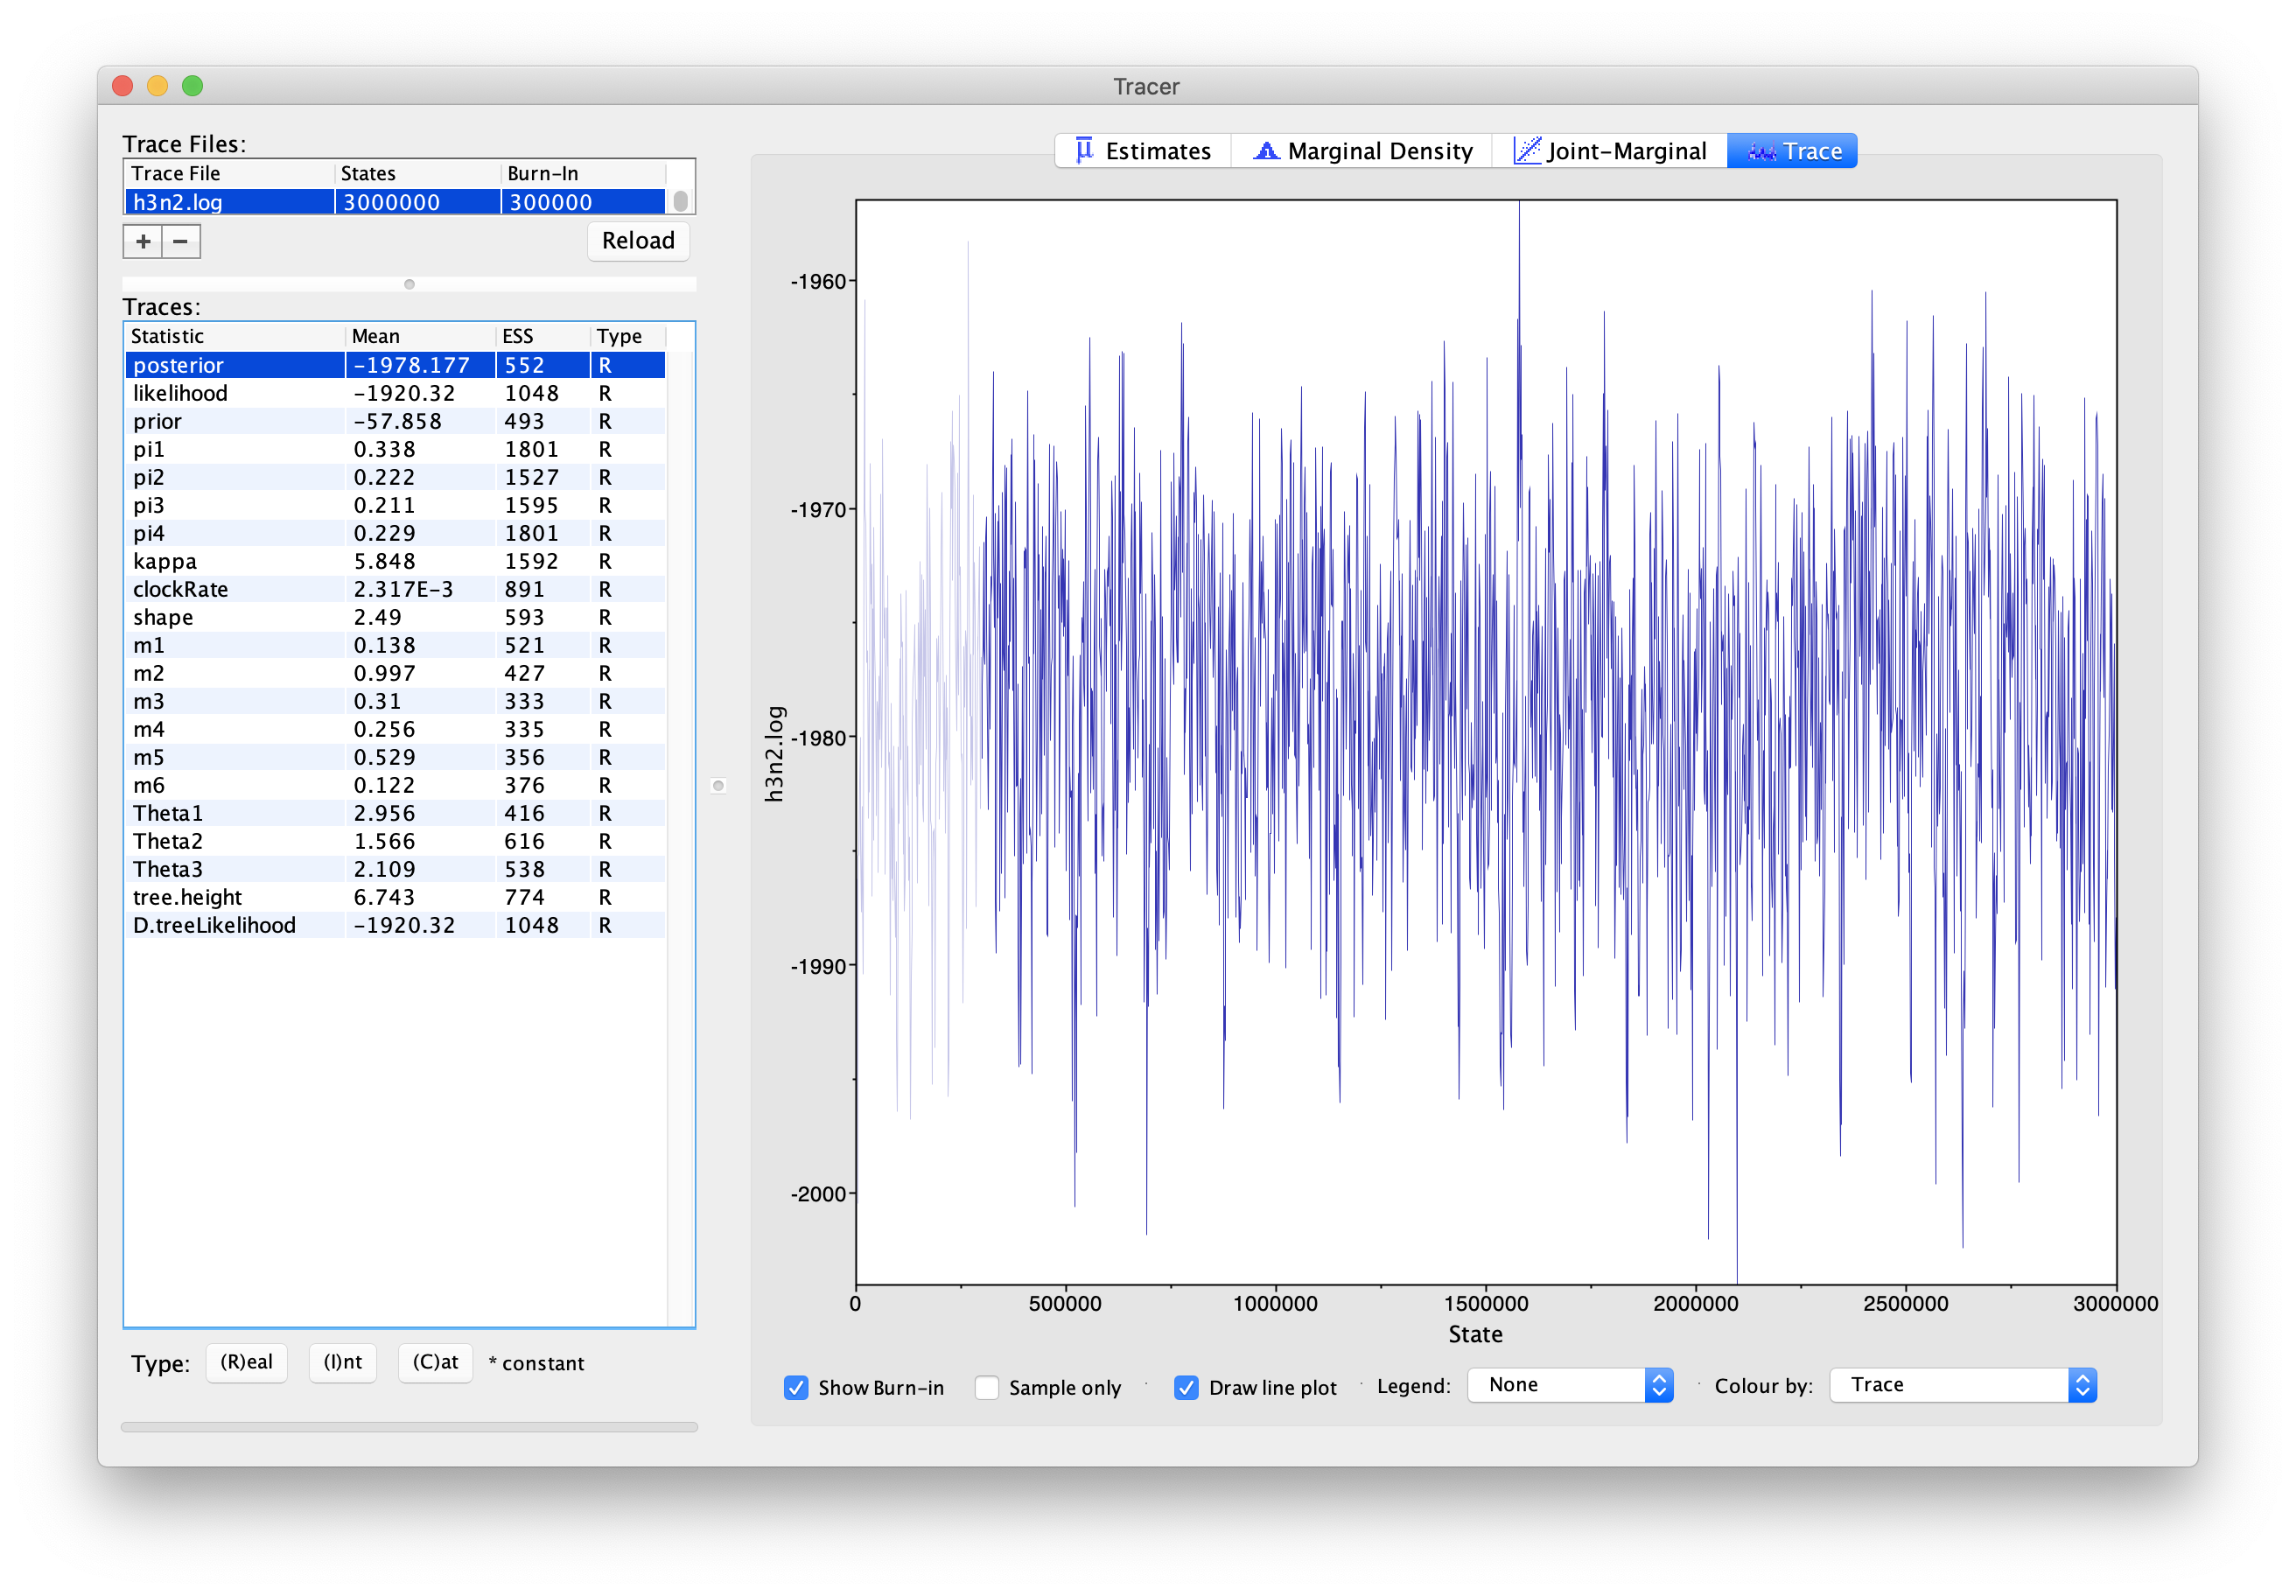 Tracer
Trace Files:
Trace File States Burn-In
h3n2.log 3000000 300000
+ − Reload
Traces:
Statistic Mean ESS Type
posterior −1978.177 552 R
likelihood −1920.32 1048 R
prior −57.858 493 R
pi1 0.338 1801 R
pi2 0.222 1527 R
pi3 0.211 1595 R
pi4 0.229 1801 R
kappa 5.848 1592 R
clockRate 2.317E−3 891 R
shape 2.49 593 R
m1 0.138 521 R
m2 0.997 427 R
m3 0.31 333 R
m4 0.256 335 R
m5 0.529 356 R
m6 0.122 376 R
Theta1 2.956 416 R
Theta2 1.566 616 R
Theta3 2.109 538 R
tree.height 6.743 774 R
D.treeLikelihood −1920.32 1048 R
Type: (R)eal (I)nt (C)at * constant
Estimates Marginal Density Joint-Marginal Trace
-1960
-1970
-1980
-1990
-2000
h3n2.log
0 500000 1000000 1500000 2000000 2500000 3000000
State
Show Burn-in Sample only Draw line plot Legend: None Colour by: Trace